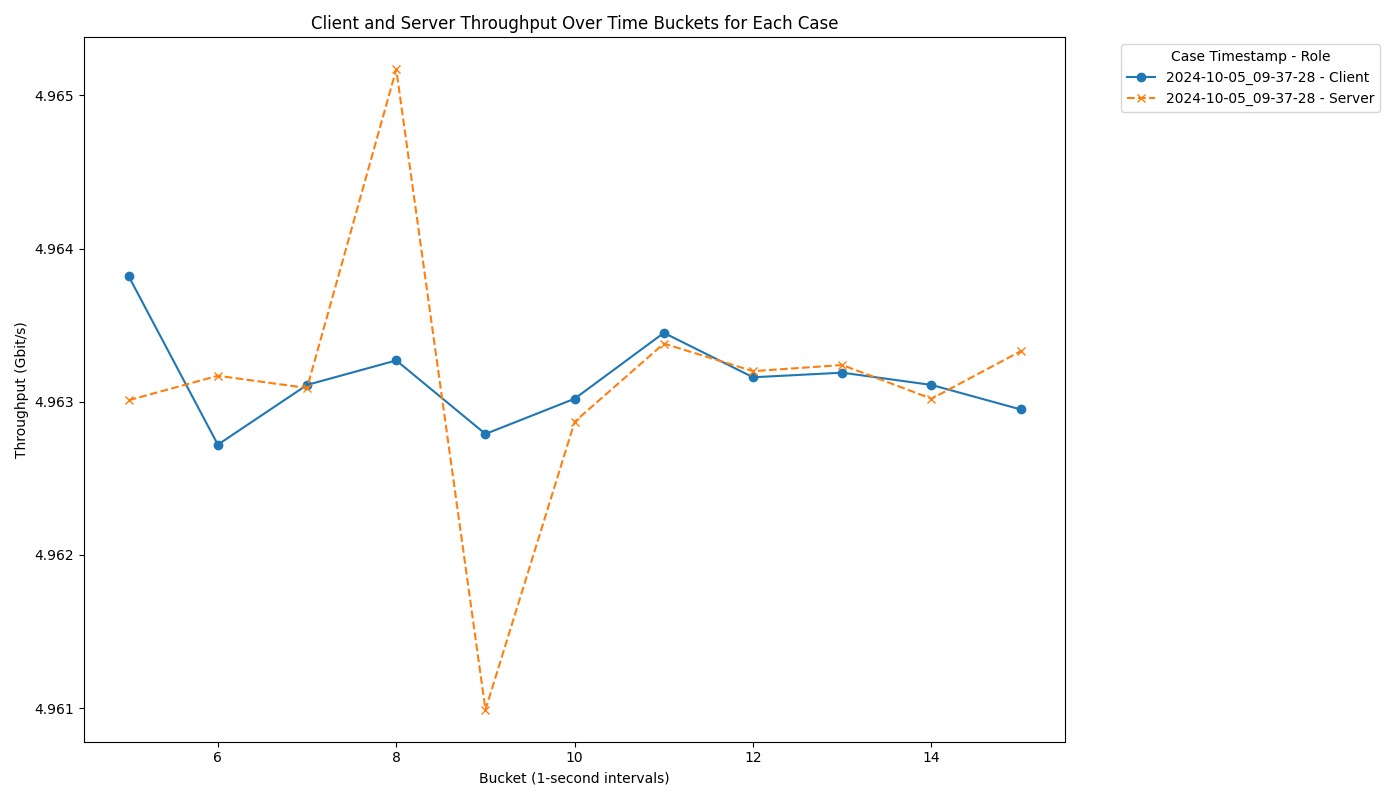 Client and Server Throughput Over Time Buckets for Each Case
Case Timestamp - Role
2024-10-05_09-37-28 - Client
2024-10-05_09-37-28 - Server
Throughput (Gbit/s)
4.965
4.964
4.963
4.962
4.961
6 8 10 12 14
Bucket (1-second intervals)